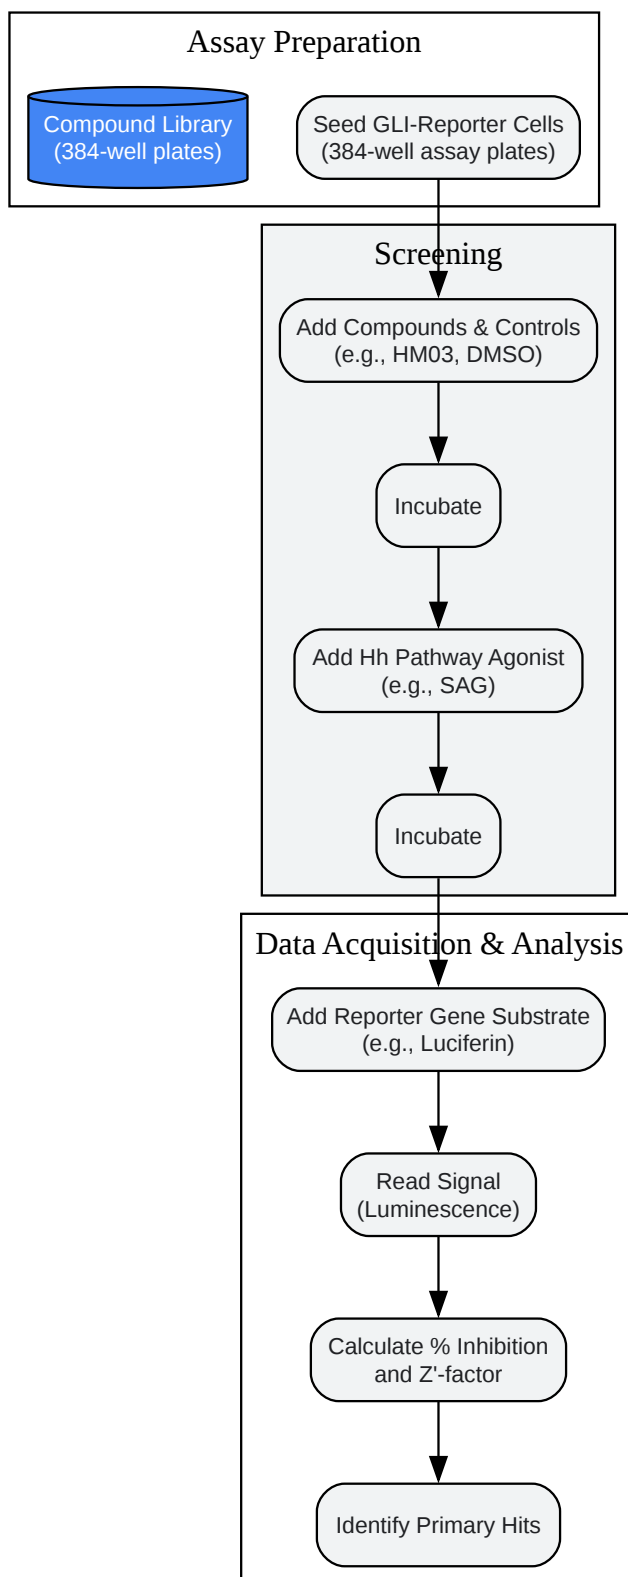 Assay Preparation
Compound Library
(384-well plates)
Seed GLI-Reporter Cells
(384-well assay plates)
Screening
Add Compounds & Controls
(e.g., HM03, DMSO)
Incubate
Add Hh Pathway Agonist
(e.g., SAG)
Incubate
Data Acquisition & Analysis
Add Reporter Gene Substrate
(e.g., Luciferin)
Read Signal
(Luminescence)
Calculate % Inhibition
and Z'-factor
Identify Primary Hits